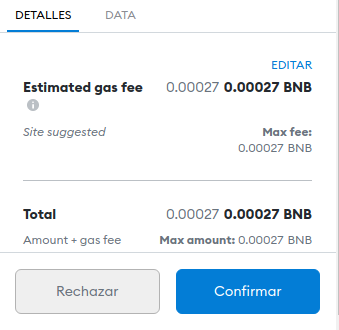 DETALLES DATA
EDITAR
Estimated gas fee 0.00027 0.00027 BNB
Site suggested Max fee:
0.00027 BNB
Total 0.00027 0.00027 BNB
Amount + gas fee Max amount: 0.00027 BNB
Rechazar Confirmar